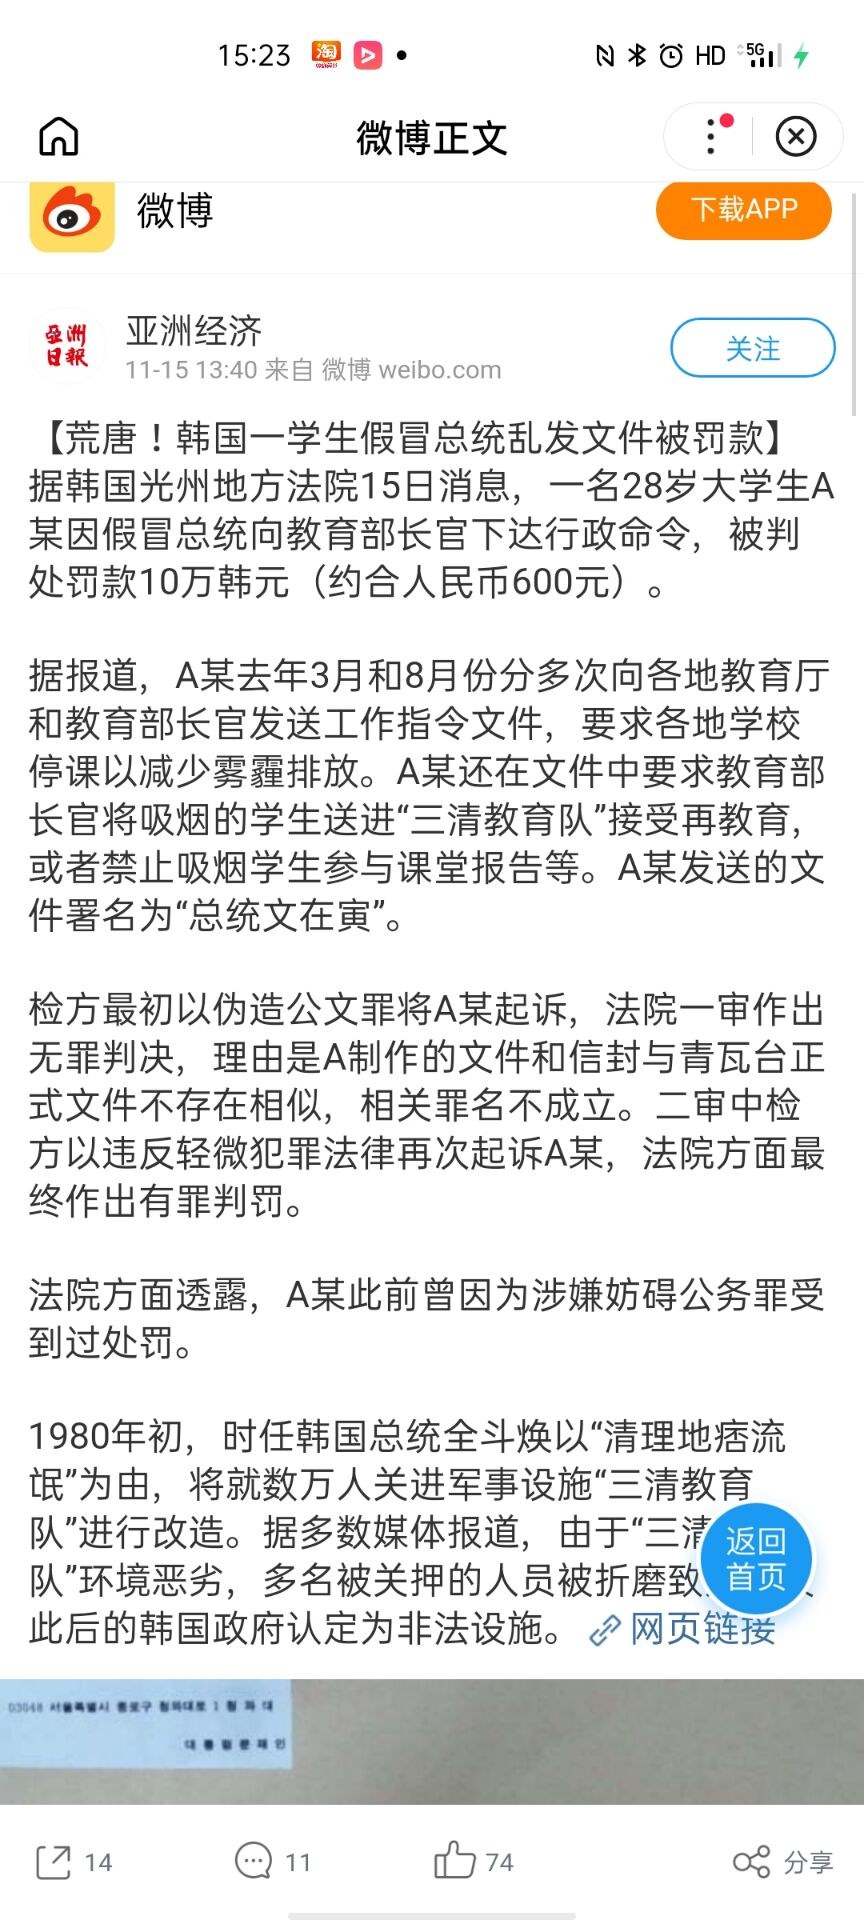 15:23
HD 5G
微博正文
微博
下载APP
亚洲日報
亚洲经济
11-15 13:40 来自 微博 weibo.com
关注
【荒唐！韩国一学生假冒总统乱发文件被罚款】
据韩国光州地方法院15日消息，一名28岁大学生A
某因假冒总统向教育部长官下达行政命令，被判
处罚款10万韩元（约合人民币600元）。
据报道，A某去年3月和8月份分多次向各地教育厅
和教育部长官发送工作指令文件，要求各地学校
停课以减少雾霾排放。A某还在文件中要求教育部
长官将吸烟的学生送进“三清教育队”接受再教育，
或者禁止吸烟学生参与课堂报告等。A某发送的文
件署名为“总统文在寅”。
检方最初以伪造公文罪将A某起诉，法院一审作出
无罪判决，理由是A制作的文件和信封与青瓦台正
式文件不存在相似，相关罪名不成立。二审中检
方以违反轻微犯罪法律再次起诉A某，法院方面最
终作出有罪判罚。
法院方面透露，A某此前曾因为涉嫌妨碍公务罪受
到过处罚。
1980年初，时任韩国总统全斗焕以“清理地痞流
氓”为由，将就数万人关进军事设施“三清教育
队”进行改造。据多数媒体报道，由于“三清
队”环境恶劣，多名被关押的人员被折磨致
此后的韩国政府认定为非法设施。 网页链接
返回
首页
03048 서울특별시 종로구 청와대로 1 청 와 대
대 통 령 문 재 인
14
11
74
分享